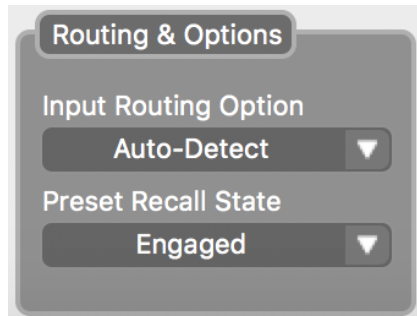 Routing & Options
Input Routing Option
Auto-Detect
Preset Recall State
Engaged